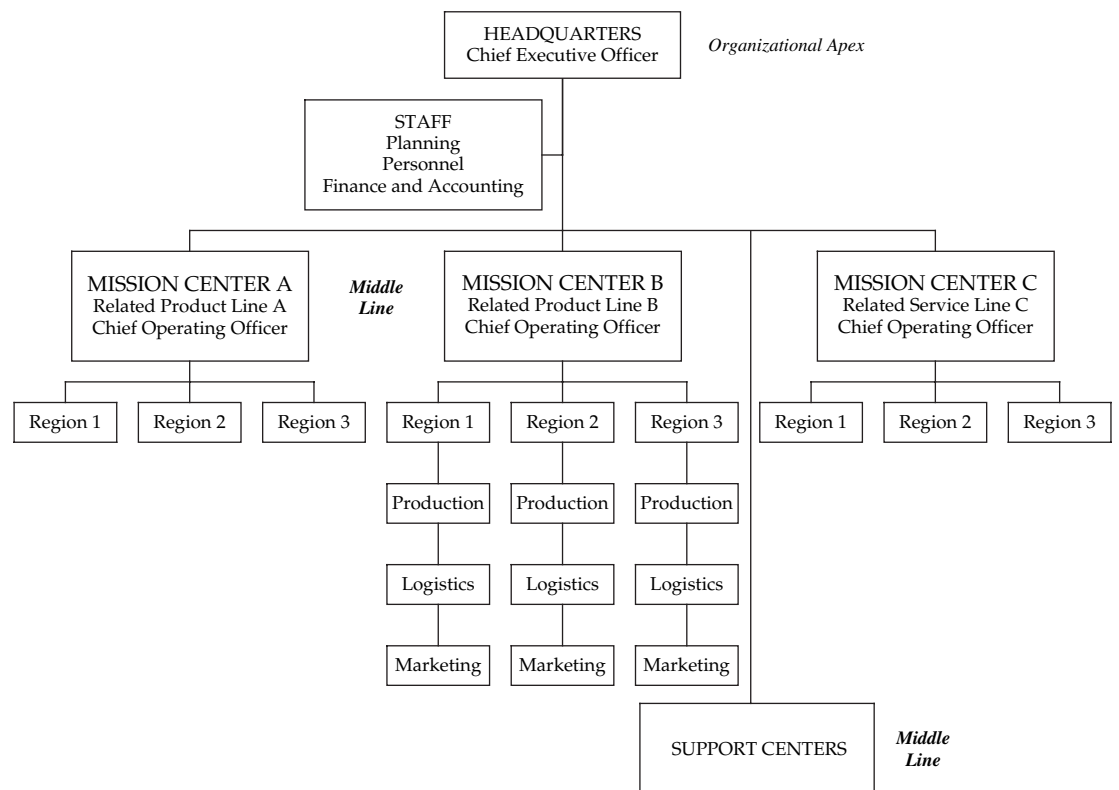 HEADQUARTERS
Chief Executive Officer
Organizational Apex
STAFF
Planning
Personnel
Finance and Accounting
MISSION CENTER A
Related Product Line A
Chief Operating Officer
Middle
Line
MISSION CENTER B
Related Product Line B
Chief Operating Officer
MISSION CENTER C
Related Service Line C
Chief Operating Officer
Region 1
Region 2
Region 3
Region 1
Region 2
Region 3
Region 1
Region 2
Region 3
Production
Production
Production
Logistics
Logistics
Logistics
Marketing
Marketing
Marketing
SUPPORT CENTERS
Middle
Line